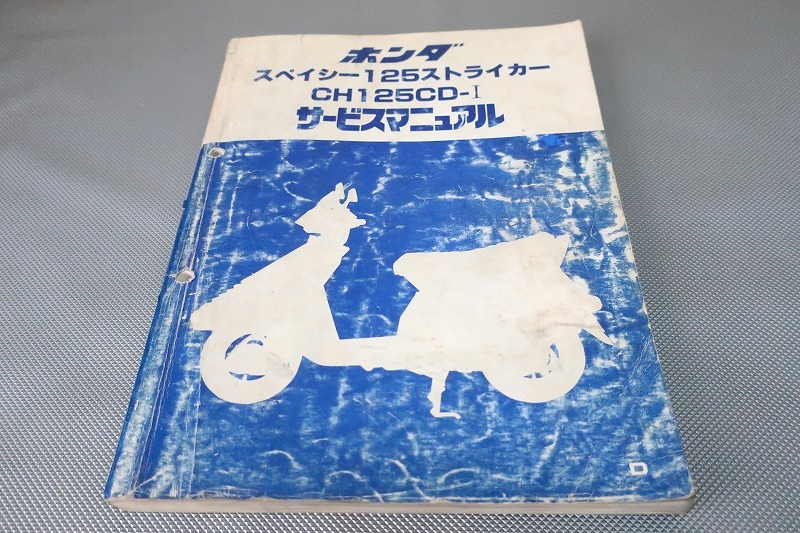 ホンダ
スペイシー125ストライカー
CH125CD-I
サービスマニュアル
D